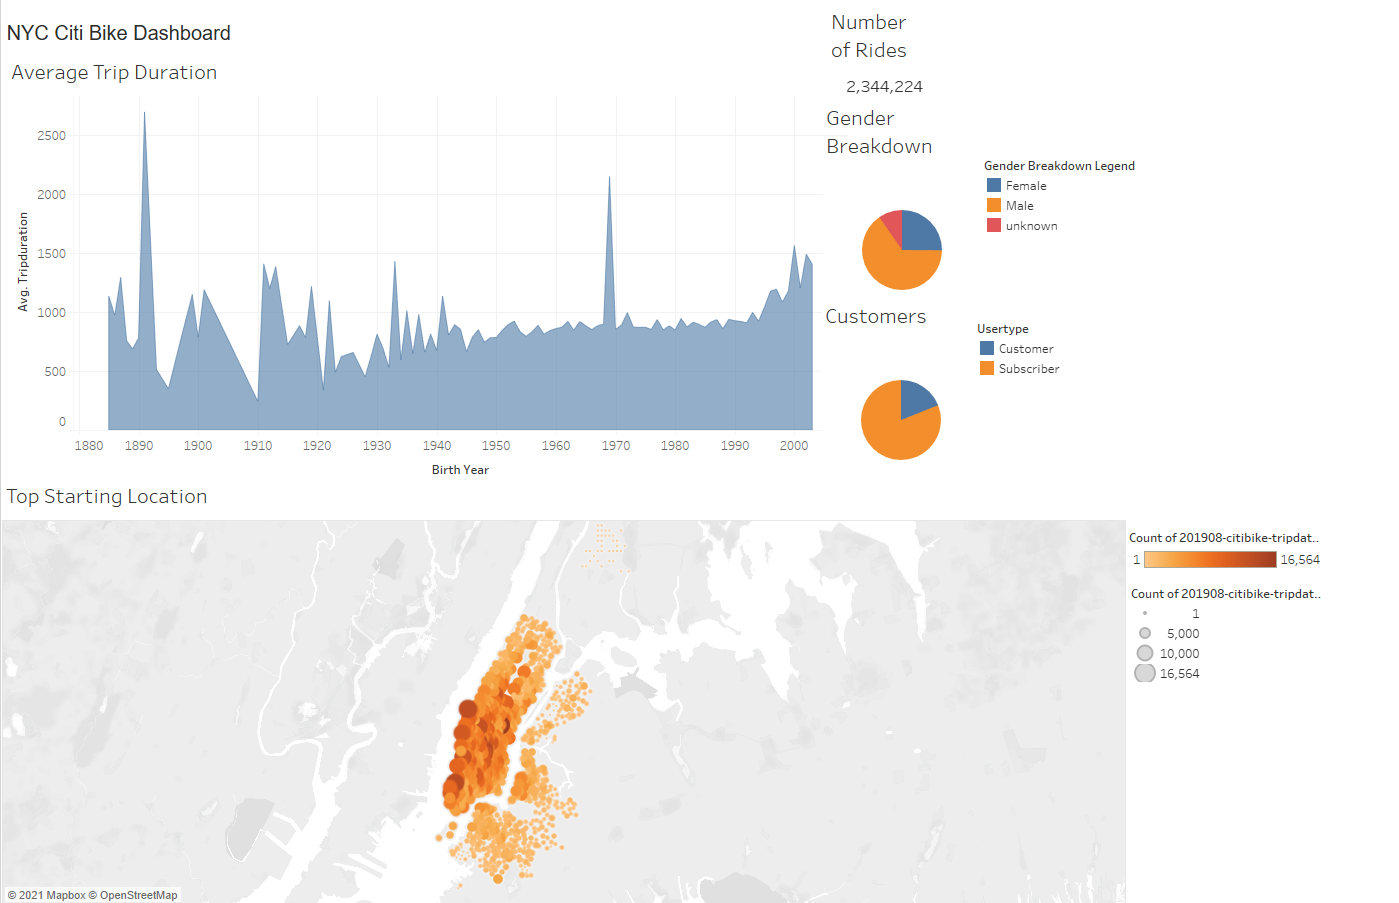 NYC Citi Bike Dashboard
Average Trip Duration
2500
2000
1500
1000
500
0
Avg. Tripduration
1880 1890 1900 1910 1920 1930 1940 1950 1960 1970 1980 1990 2000
Birth Year
Number
of Rides
2,344,224
Gender
Breakdown
Gender Breakdown Legend
Female
Male
unknown
Customers
Usertype
Customer
Subscriber
Top Starting Location
Count of 201908-citibike-tripdat..
1 16,564
Count of 201908-citibike-tripdat..
1
5,000
10,000
16,564
© 2021 Mapbox © OpenStreetMap